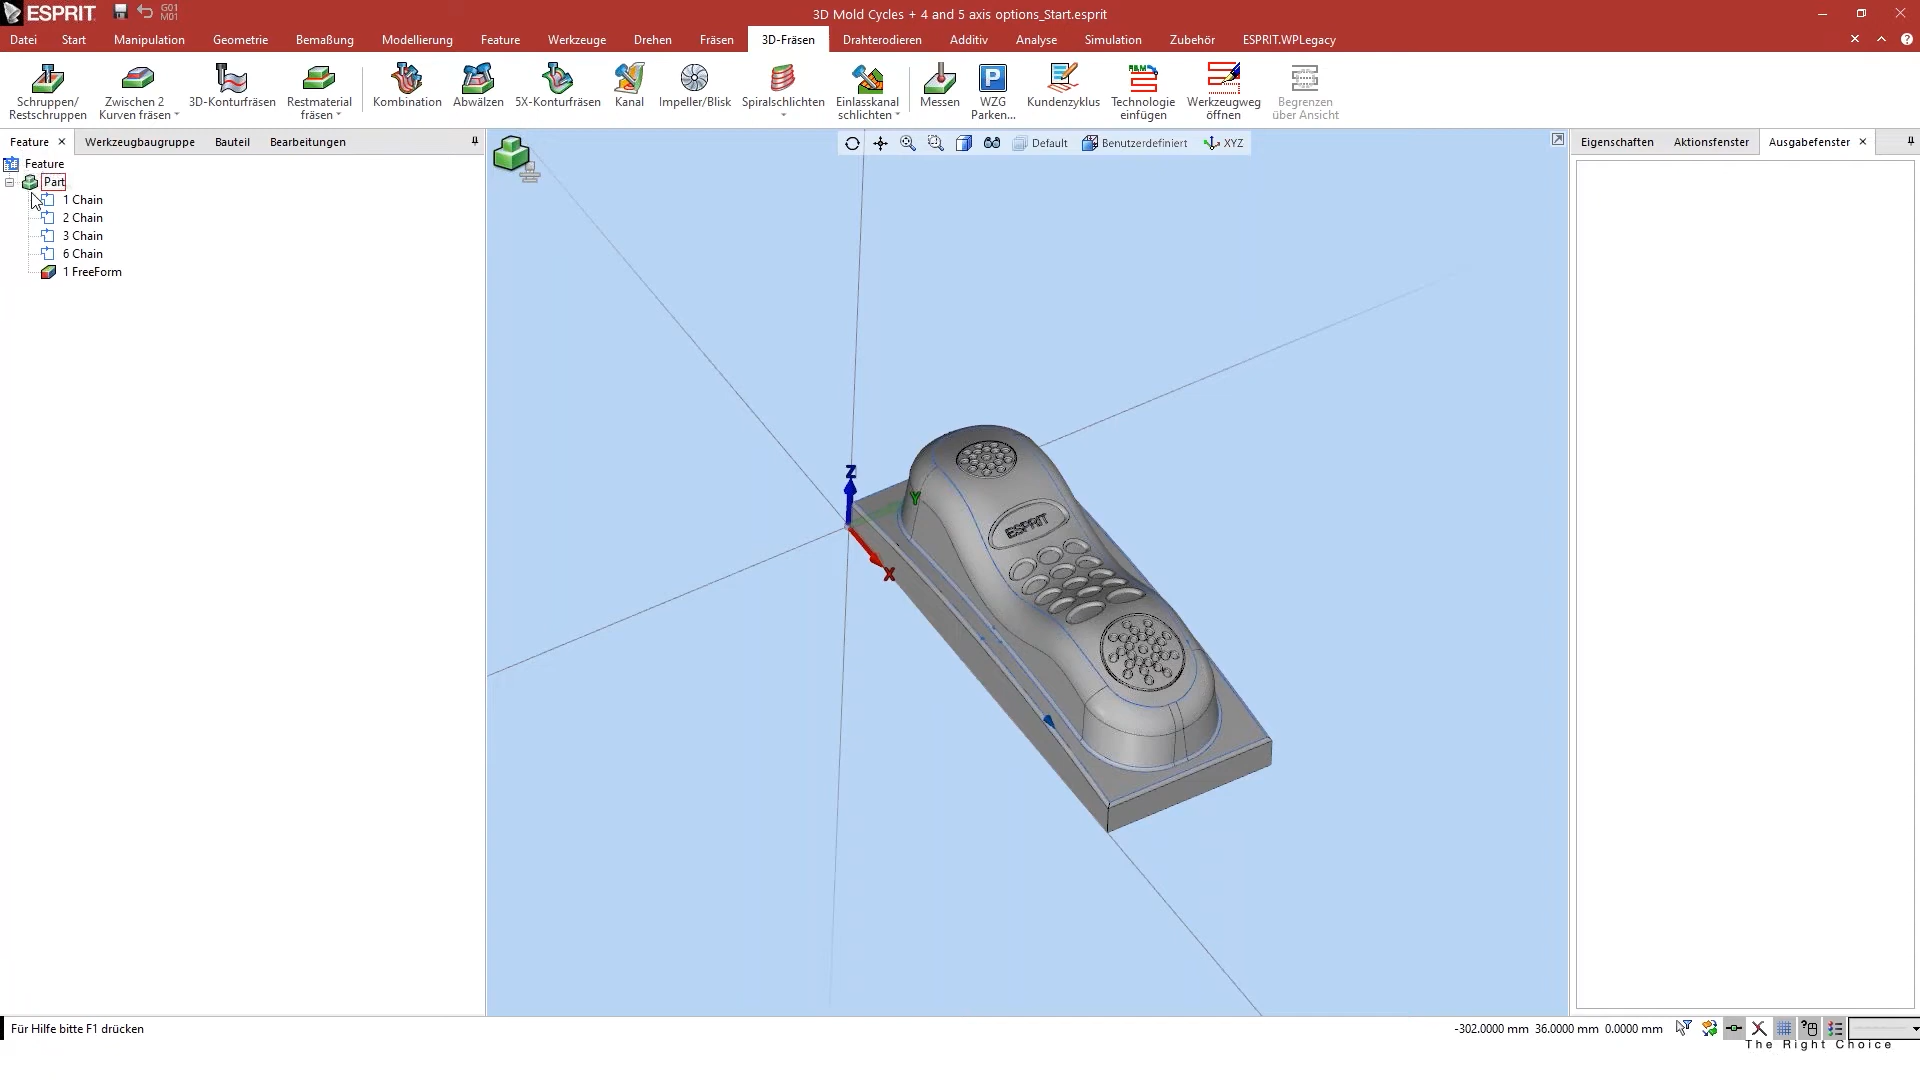 ESPRIT G01 M01 3D Mold Cycles + 4 and 5 axis options_Start.esprit
Datei Start Manipulation Geometrie Bemaßung Modellierung Feature Werkzeuge Drehen Fräsen 3D-Fräsen Drahterodieren Additiv Analyse Simulation Zubehör ESPRIT.WPLegacy
Schruppen/ Restschruppen
Zwischen 2 Kurven fräsen
3D-Konturfräsen
Restmaterial fräsen
Kombination
Abwälzen
5X-Konturfräsen
Kanal
Impeller/Blisk
Spiralschlichten
Einlasskanal schlichten
Messen
WZG Parken...
Kundenzyklus
Technologie einfügen
Werkzeugweg öffnen
Begrenzen über Ansicht
Feature Werkzeugbaugruppe Bauteil Bearbeitungen
Default Benutzerdefiniert XYZ
Eigenschaften Aktionsfenster Ausgabefenster
Feature
Part
1 Chain
2 Chain
3 Chain
6 Chain
1 FreeForm
Z
Y
X
ESPRIT
Für Hilfe bitte F1 drücken
-302.0000 mm 36.0000 mm 0.0000 mm
The Right Choice